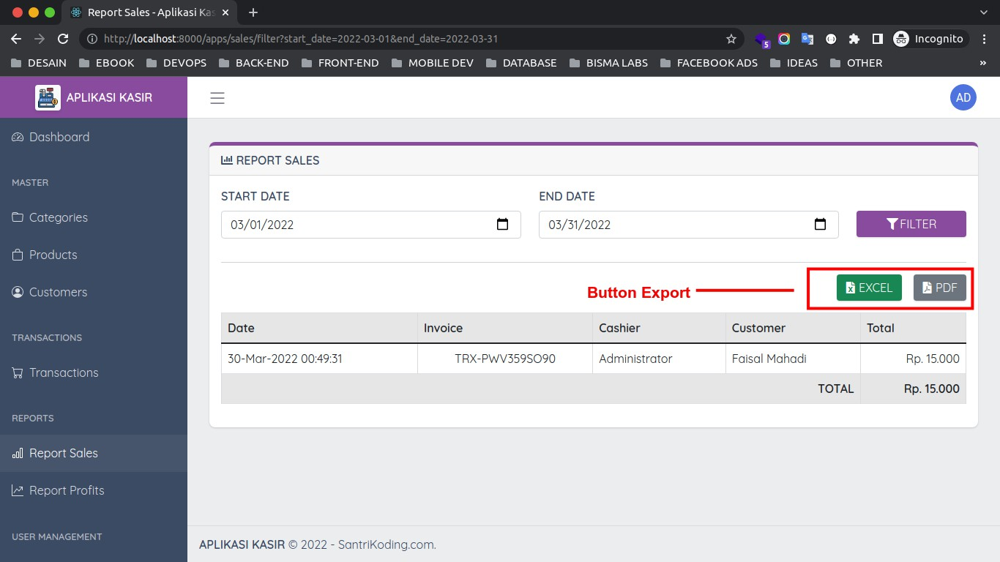 Report Sales - Aplikasi Kas
http://localhost:8000/apps/sales/filter?start_date=2022-03-01&end_date=2022-03-31
5
Incognito
DESAIN
EBOOK
DEVOPS
BACK-END
FRONT-END
MOBILE DEV
DATABASE
BISMA LABS
FACEBOOK ADS
IDEAS
OTHER
»
APLIKASI KASIR
AD
Dashboard
MASTER
Categories
Products
Customers
TRANSACTIONS
Transactions
REPORTS
Report Sales
Report Profits
USER MANAGEMENT
REPORT SALES
START DATE
END DATE
03/01/2022
03/31/2022
FILTER
Button Export
EXCEL
PDF
Date Invoice Cashier Customer Total
30-Mar-2022 00:49:31 TRX-PWV359SO90 Administrator Faisal Mahadi Rp. 15.000
TOTAL Rp. 15.000
APLIKASI KASIR © 2022 - SantriKoding.com.